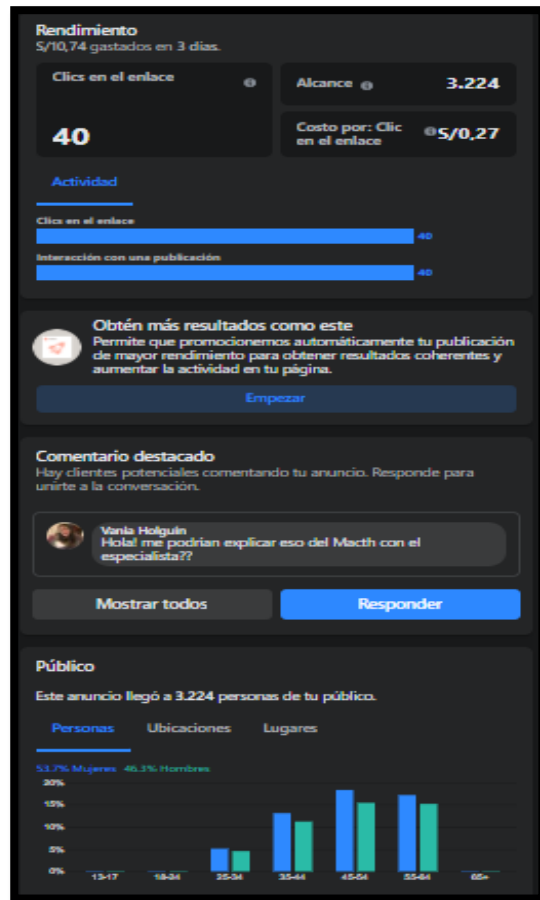 Rendimiento
S/10,74 gastados en 3 días.
Clics en el enlace
40
Alcance
3.224
Costo por: Clic
en el enlace
S/0,27
Actividad
Clics en el enlace
40
Interacción con una publicación
40
Obtén más resultados como este
Permite que promocionemos automáticamente tu publicación
de mayor rendimiento para obtener resultados coherentes y
aumentar la actividad en tu página.
Empezar
Comentario destacado
Hay clientes potenciales comentando tu anuncio. Responde para
unirte a la conversación.
Vania Holguin
Hola! me podrian explicar eso del Macth con el
especialista??
Mostrar todos
Responder
Público
Este anuncio llegó a 3.224 personas de tu público.
Personas Ubicaciones Lugares
53.7% Mujeres 46.3% Hombres
20%
15%
10%
5%
0%
13-17 18-24 25-34 35-44 45-54 55-64 65+